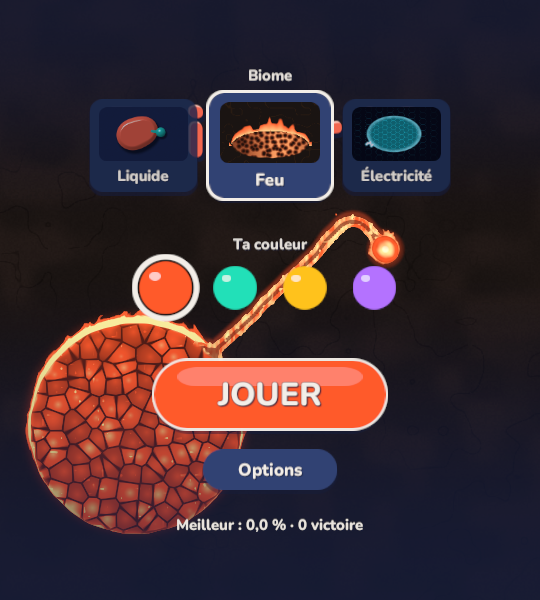 Biome
Liquide
Feu
Électricité
Ta couleur
JOUER
Options
Meilleur : 0,0 % · 0 victoire